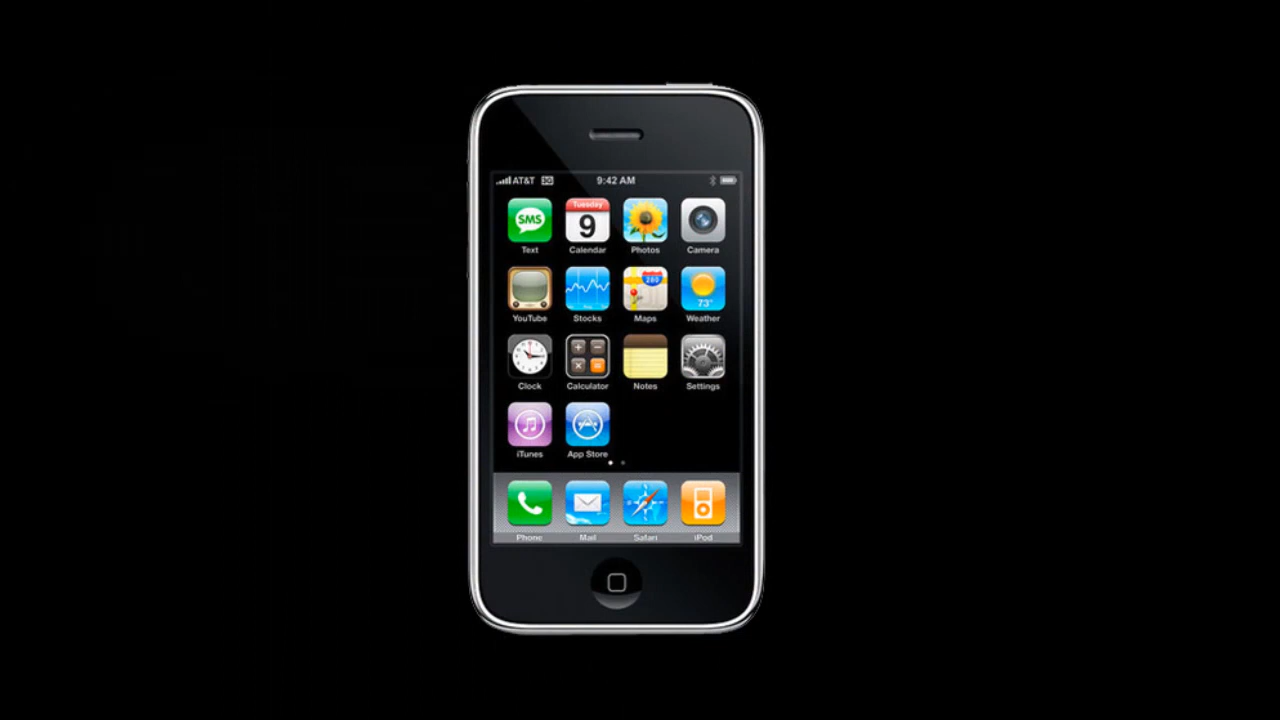 AT&T 3G 9:42 AM
SMS Tuesday 9
Text Calendar Photos Camera
280 73°
YouTube Stocks Maps Weather
Clock Calculator Notes Settings
iTunes App Store
Phone Mail Safari iPod